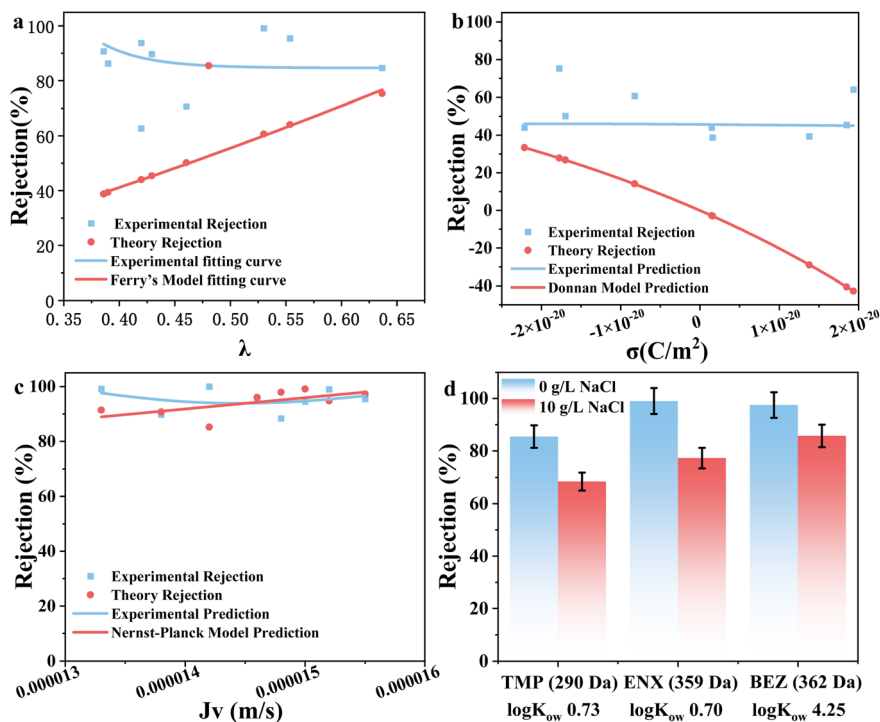 a
Rejection(%)
100
80
60
40
20
0
Experimental Rejection
Theory Rejection
Experimental fitting curve
Ferry's Model fitting curve
0.35 0.40 0.45 0.50 0.55 0.60 0.65
λ
b
Rejection (%)
100
80
60
40
20
0
-20
-40
Experimental Rejection
Theory Rejection
Experimental Prediction
Donnan Model Prediction
-2×10⁻²⁰ -1×10⁻²⁰ 0 1×10⁻²⁰ 2×10⁻²⁰
σ(C/m²)
c
Rejection (%)
100
80
60
40
20
0
Experimental Rejection
Theory Rejection
Experimental Prediction
Nernst-Planck Model Prediction
0.000013 0.000014 0.000015 0.000016
Jv (m/s)
d
Rejection (%)
100
80
60
40
20
0
0 g/L NaCl
10 g/L NaCl
TMP (290 Da) ENX (359 Da) BEZ (362 Da)
logKow 0.73 logKow 0.70 logKow 4.25